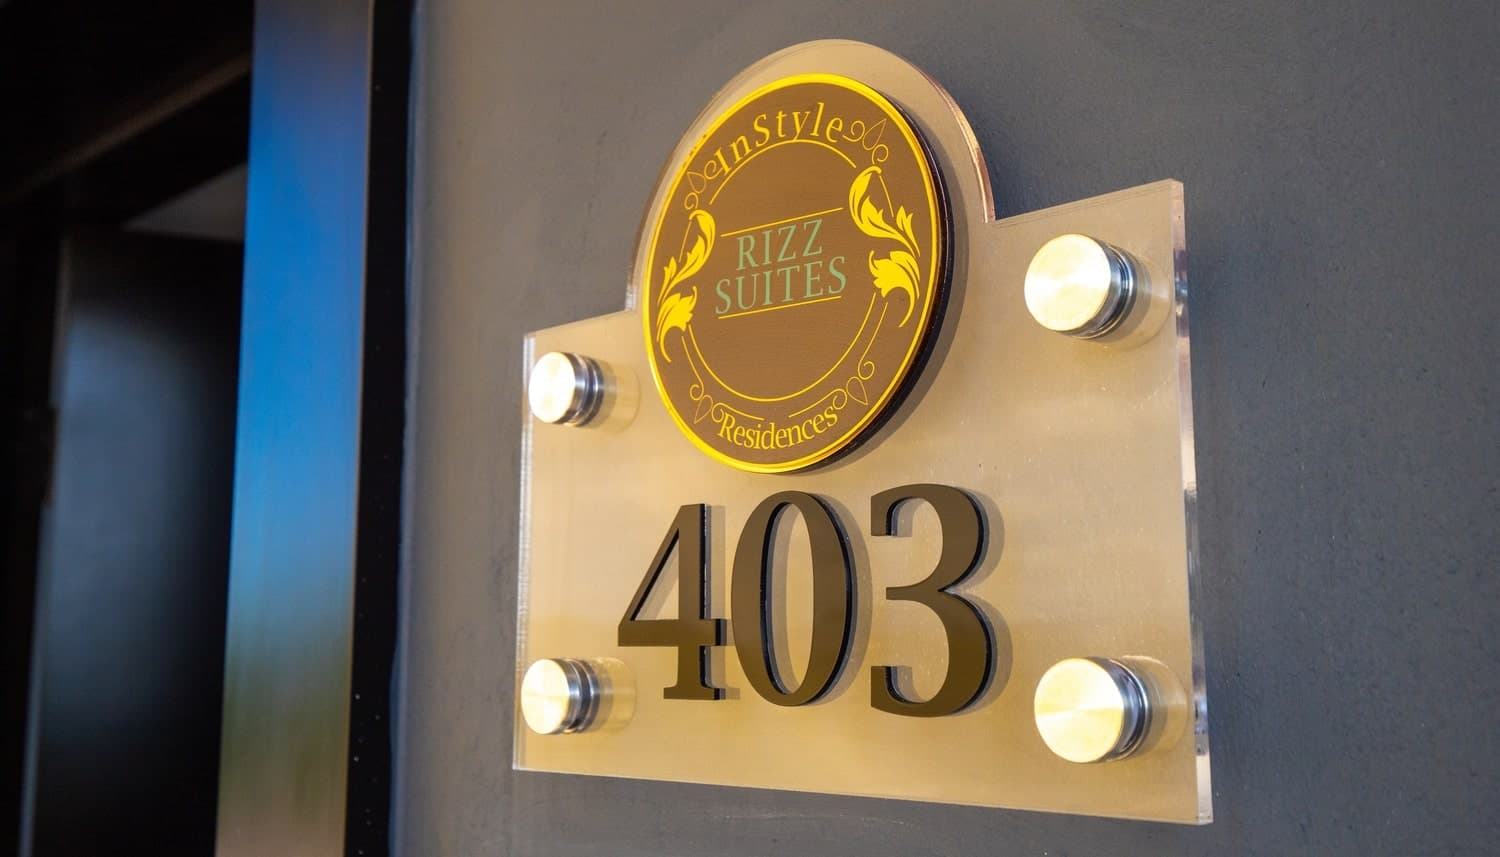 InStyle
RIZZ
SUITES
Residences
403